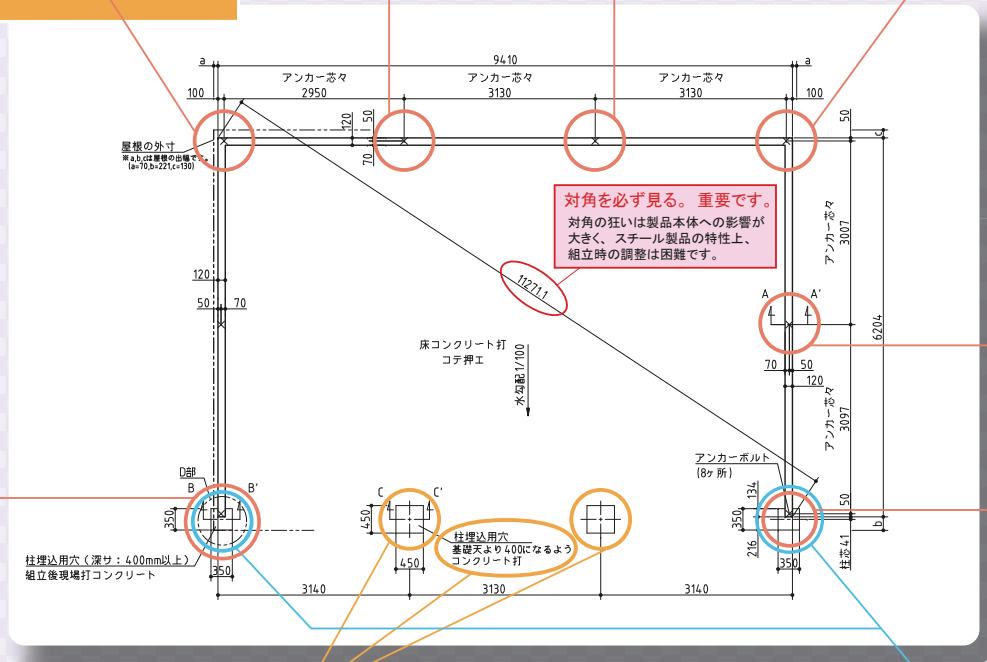 a
9410
a
アンカー芯々
アンカー芯々
アンカー芯々
100
2950
3130
3130
100
50
120
50
70
c
屋根の外寸
※a,b,cは屋根の出幅です。
(a=70,b=221,c=130)
対角を必ず見る。 重要です。
対角の狂いは製品本体への影響が
大きく、スチール製品の特性上、
組立時の調整は困難です。
アンカー芯々
3007
120
50
70
11271.1
A
A'
6204
床コンクリート打
コテ押エ
水勾配1/100
70
50
120
アンカー芯々
3097
アンカーボルト
(8ヶ所)
D部
B
B'
C
C'
134
50
350
450
350
b
柱埋込用穴
基礎天より400になるよう
コンクリート打
216
柱芯41
柱埋込用穴(深サ:400mm以上)
組立後現場打コンクリート
350
450
350
3140
3130
3140